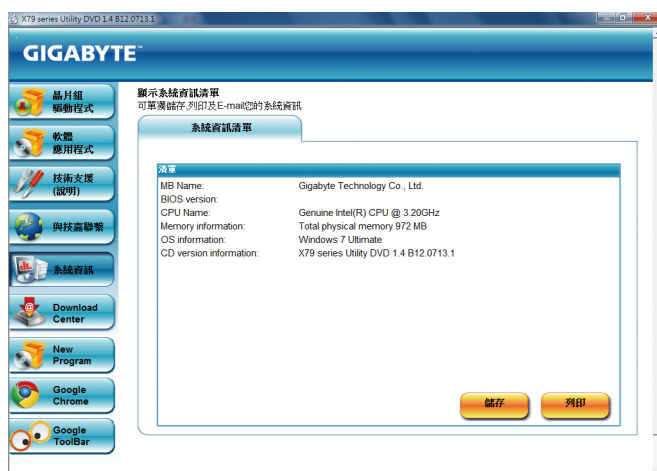 X79 series Utility DVD 1.4 B12.0713.1
GIGABYTE™
晶片組
驅動程式
軟體
應用程式
技術支援
(說明)
與技嘉聯繫
系統資訊
Download
Center
New
Program
Google
Chrome
Google
ToolBar
顯示系統資訊清單
可單獨儲存,列印及E-mail您的系統資訊
系統資訊清單
清單
MB Name: Gigabyte Technology Co., Ltd.
BIOS version:
CPU Name: Genuine Intel(R) CPU @ 3.20GHz
Memory information: Total physical memory 972 MB
OS information: Windows 7 Ultimate
CD version information: X79 series Utility DVD 1.4 B12.0713.1
儲存 列印